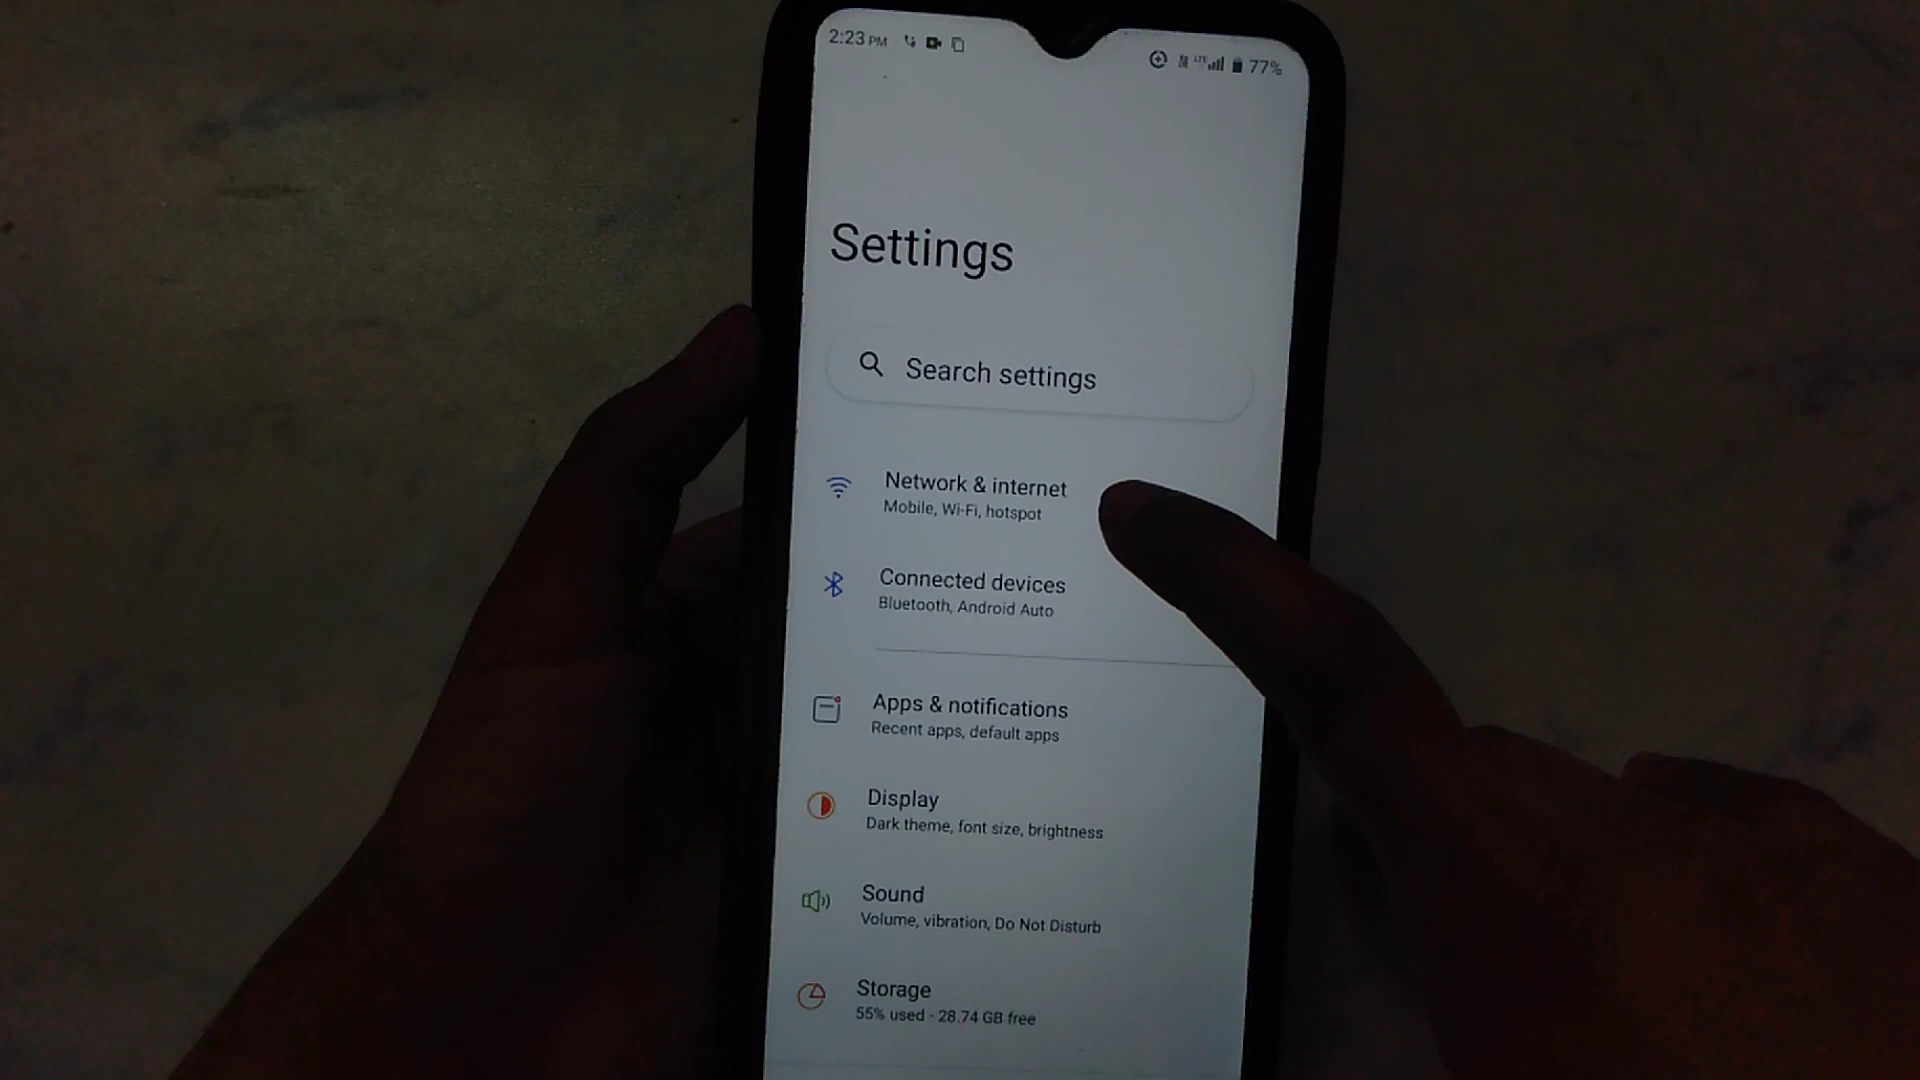 2:23 PM
LTE 77%
Settings
Search settings
Network & internet
Mobile, Wi-Fi, hotspot
Connected devices
Bluetooth, Android Auto
Apps & notifications
Recent apps, default apps
Display
Dark theme, font size, brightness
Sound
Volume, vibration, Do Not Disturb
Storage
55% used - 28.74 GB free